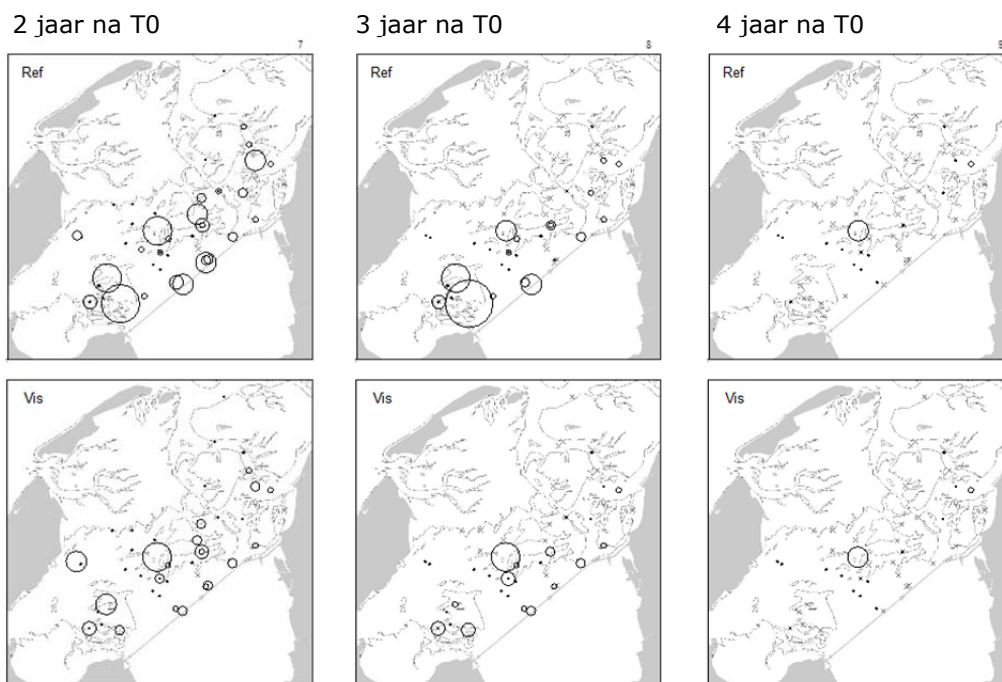 2 jaar na T0
3 jaar na T0
4 jaar na T0
7
8
9
Ref
Ref
Ref
Vis
Vis
Vis